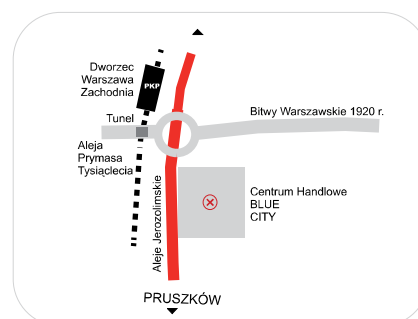 Dworzec
Warszawa
Zachodnia
PKP
Tunel
Bitwy Warszawskie 1920 r.
Aleja
Prymasa
Tysiąclecia
Aleje Jerozolimskie
Centrum Handlowe
BLUE
CITY
PRUSZKÓW